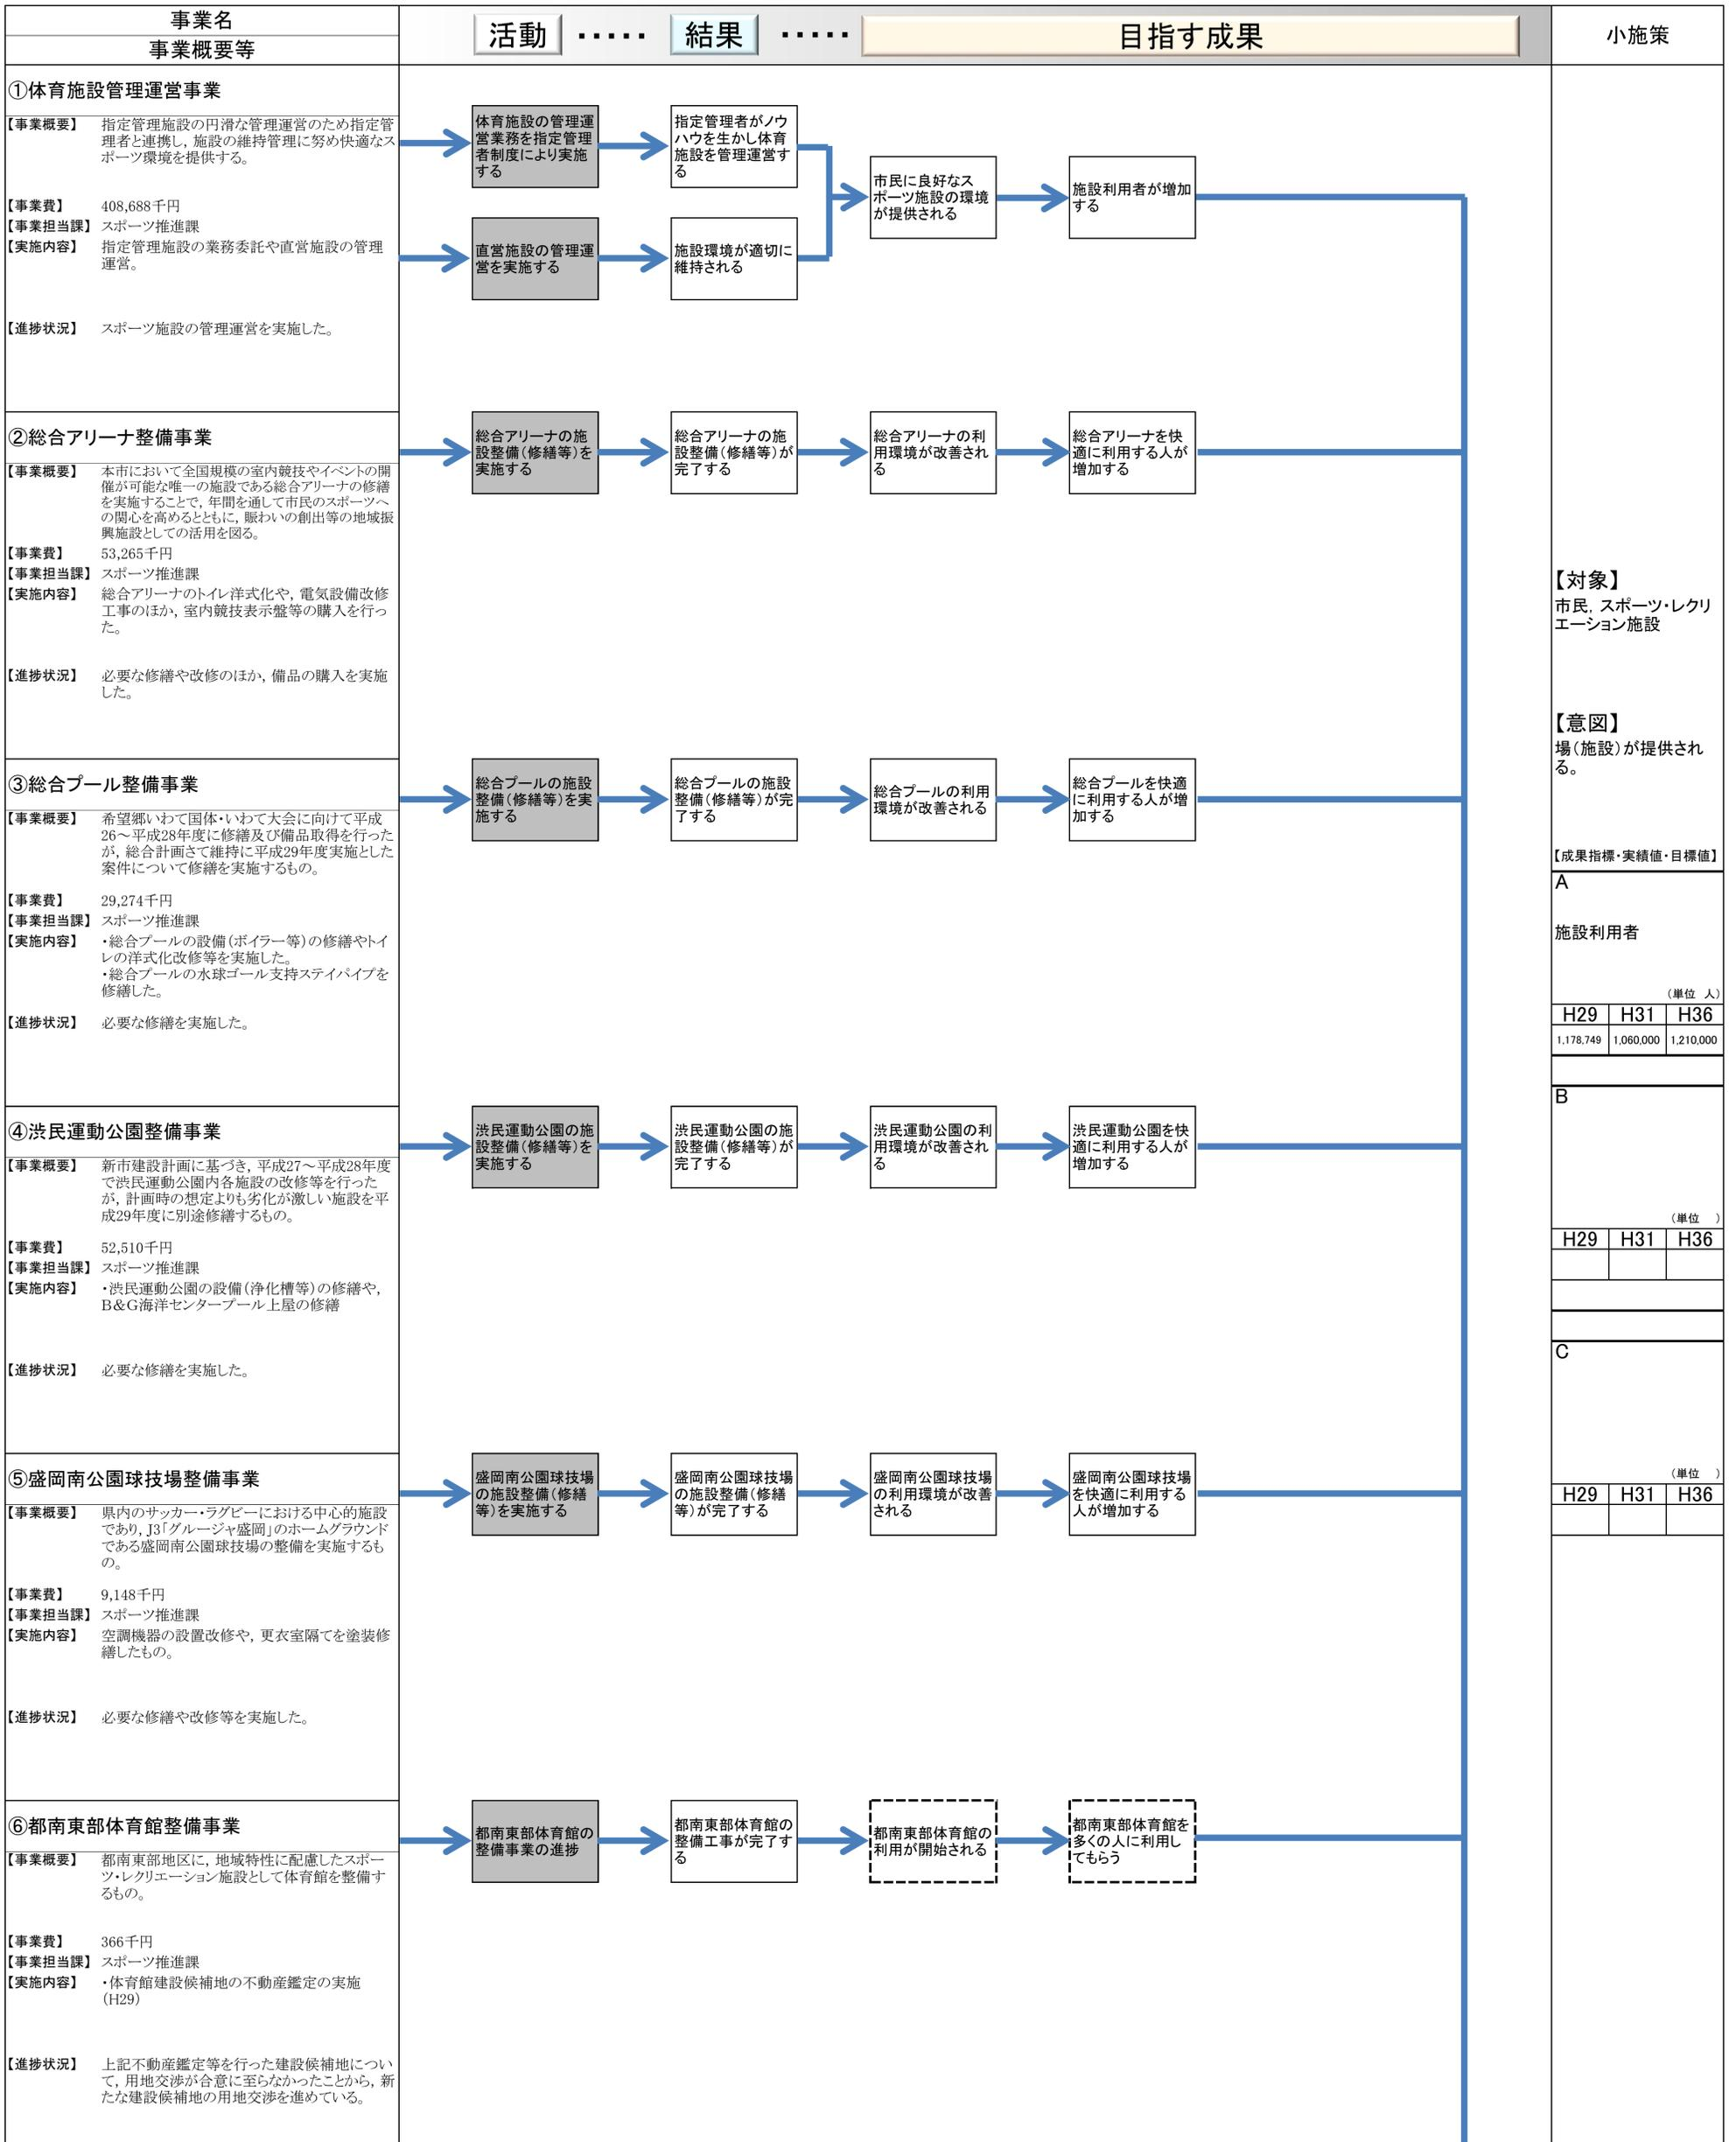 事業名
事業概要等
活動
・・・・・
結果
・・・・・
目指す成果
小施策
①体育施設管理運営事業
【事業概要】 指定管理施設の円滑な管理運営のため指定管
理者と連携し，施設の維持管理に努め快適なス
ポーツ環境を提供する。
【事業費】 408,688千円
【事業担当課】 スポーツ推進課
【実施内容】 指定管理施設の業務委託や直営施設の管理
運営。
【進捗状況】 スポーツ施設の管理運営を実施した。
体育施設の管理運
営業務を指定管理
者制度により実施
する
指定管理者がノウ
ハウを生かし体育
施設を管理運営す
る
直営施設の管理運
営を実施する
施設環境が適切に
維持される
市民に良好なス
ポーツ施設の環境
が提供される
施設利用者が増加
する
②総合アリーナ整備事業
【事業概要】 本市において全国規模の室内競技やイベントの開
催が可能な唯一の施設である総合アリーナの修繕
を実施することで，年間を通して市民のスポーツへ
の関心を高めるとともに，賑わいの創出等の地域振
興施設としての活用を図る。
【事業費】 53,265千円
【事業担当課】 スポーツ推進課
【実施内容】 総合アリーナのトイレ洋式化や，電気設備改修
工事のほか，室内競技表示盤等の購入を行っ
た。
【進捗状況】 必要な修繕や改修のほか，備品の購入を実施
した。
総合アリーナの施
設整備（修繕等）を
実施する
総合アリーナの施
設整備（修繕等）が
完了する
総合アリーナの利
用環境が改善され
る
総合アリーナを快
適に利用する人が
増加する
③総合プール整備事業
【事業概要】 希望郷いわて国体・いわて大会に向けて平成
26～平成28年度に修繕及び備品取得を行った
が，総合計画さて維持に平成29年度実施とした
案件について修繕を実施するもの。
【事業費】 29,274千円
【事業担当課】 スポーツ推進課
【実施内容】 ・総合プールの設備（ボイラー等）の修繕やトイ
レの洋式化改修等を実施した。
・総合プールの水球ゴール支持ステイパイプを
修繕した。
【進捗状況】 必要な修繕を実施した。
総合プールの施設
整備（修繕等）を実
施する
総合プールの施設
整備（修繕等）が完
了する
総合プールの利用
環境が改善される
総合プールを快適
に利用する人が増
加する
④渋民運動公園整備事業
【事業概要】 新市建設計画に基づき，平成27～平成28年度
で渋民運動公園内各施設の改修等を行った
が，計画時の想定よりも劣化が激しい施設を平
成29年度に別途修繕するもの。
【事業費】 52,510千円
【事業担当課】 スポーツ推進課
【実施内容】 ・渋民運動公園の設備（浄化槽等）の修繕や，
B&G海洋センタープール上屋の修繕
【進捗状況】 必要な修繕を実施した。
渋民運動公園の施
設整備（修繕等）を
実施する
渋民運動公園の施
設整備（修繕等）が
完了する
渋民運動公園の利
用環境が改善され
る
渋民運動公園を快
適に利用する人が
増加する
⑤盛岡南公園球技場整備事業
【事業概要】 県内のサッカー・ラグビーにおける中心的施設
であり，J3「グルージャ盛岡」のホームグラウンド
である盛岡南公園球技場の整備を実施するも
の。
【事業費】 9,148千円
【事業担当課】 スポーツ推進課
【実施内容】 空調機器の設置改修や，更衣室隔てを塗装修
繕したもの。
【進捗状況】 必要な修繕や改修等を実施した。
盛岡南公園球技場
の施設整備（修繕
等）を実施する
盛岡南公園球技場
の施設整備（修繕
等）が完了する
盛岡南公園球技場
の利用環境が改善
される
盛岡南公園球技場
を快適に利用する
人が増加する
⑥都南東部体育館整備事業
【事業概要】 都南東部地区に，地域特性に配慮したスポー
ツ・レクリエーション施設として体育館を整備す
るもの。
【事業費】 366千円
【事業担当課】 スポーツ推進課
【実施内容】 ・体育館建設候補地の不動産鑑定の実施
（H29）
【進捗状況】 上記不動産鑑定等を行った建設候補地につい
て，用地交渉が合意に至らなかったことから，新
たな建設候補地の用地交渉を進めている。
都南東部体育館の
整備事業の進捗
都南東部体育館の
整備工事が完了す
る
都南東部体育館の
利用が開始される
都南東部体育館を
多くの人に利用し
てもらう
【対象】
市民，スポーツ・レクリ
エーション施設
【意図】
場（施設）が提供され
る。
【成果指標・実績値・目標値】
A
施設利用者
（単位 人）
H29 H31 H36
1,178,749 1,060,000 1,210,000
B
（単位 ）
H29 H31 H36
C
（単位 ）
H29 H31 H36